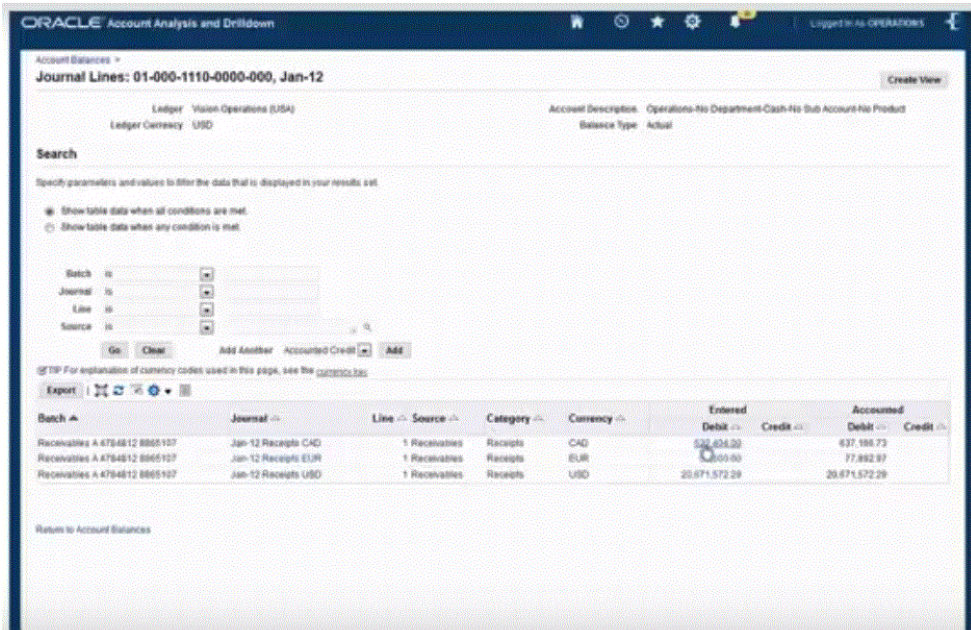 ORACLE Account Analysis and Drilldown
Logged In As OPERATIONS
Account Balances >
Journal Lines: 01-000-1110-0000-000, Jan-12
Create View
Ledger Vision Operations (USA)
Account Description Operations-No Department-Cash-No Sub Account-No Product
Ledger Currency USD
Balance Type Actual
Search
Specify parameters and values to filter the data that is displayed in your results set.
Show table data when all conditions are met.
Show table data when any condition is met.
Batch is
Journal is
Line is
Source is
Go Clear Add Another Accounted Credit Add
TIP For explanation of currency codes used in this page, see the currency key
Export
Entered Accounted
Batch Journal Line Source Category Currency Debit Credit Debit Credit
Receivables A 4784812 8865107 Jan-12 Receipts CAD 1 Receivables Receipts CAD 637,186.73
Receivables A 4784812 8865107 Jan-12 Receipts EUR 1 Receivables Receipts EUR 77,892.97
Receivables A 4784812 8865107 Jan-12 Receipts USD 1 Receivables Receipts USD 20,671,572.29 20,671,572.29
Return to Account Balances